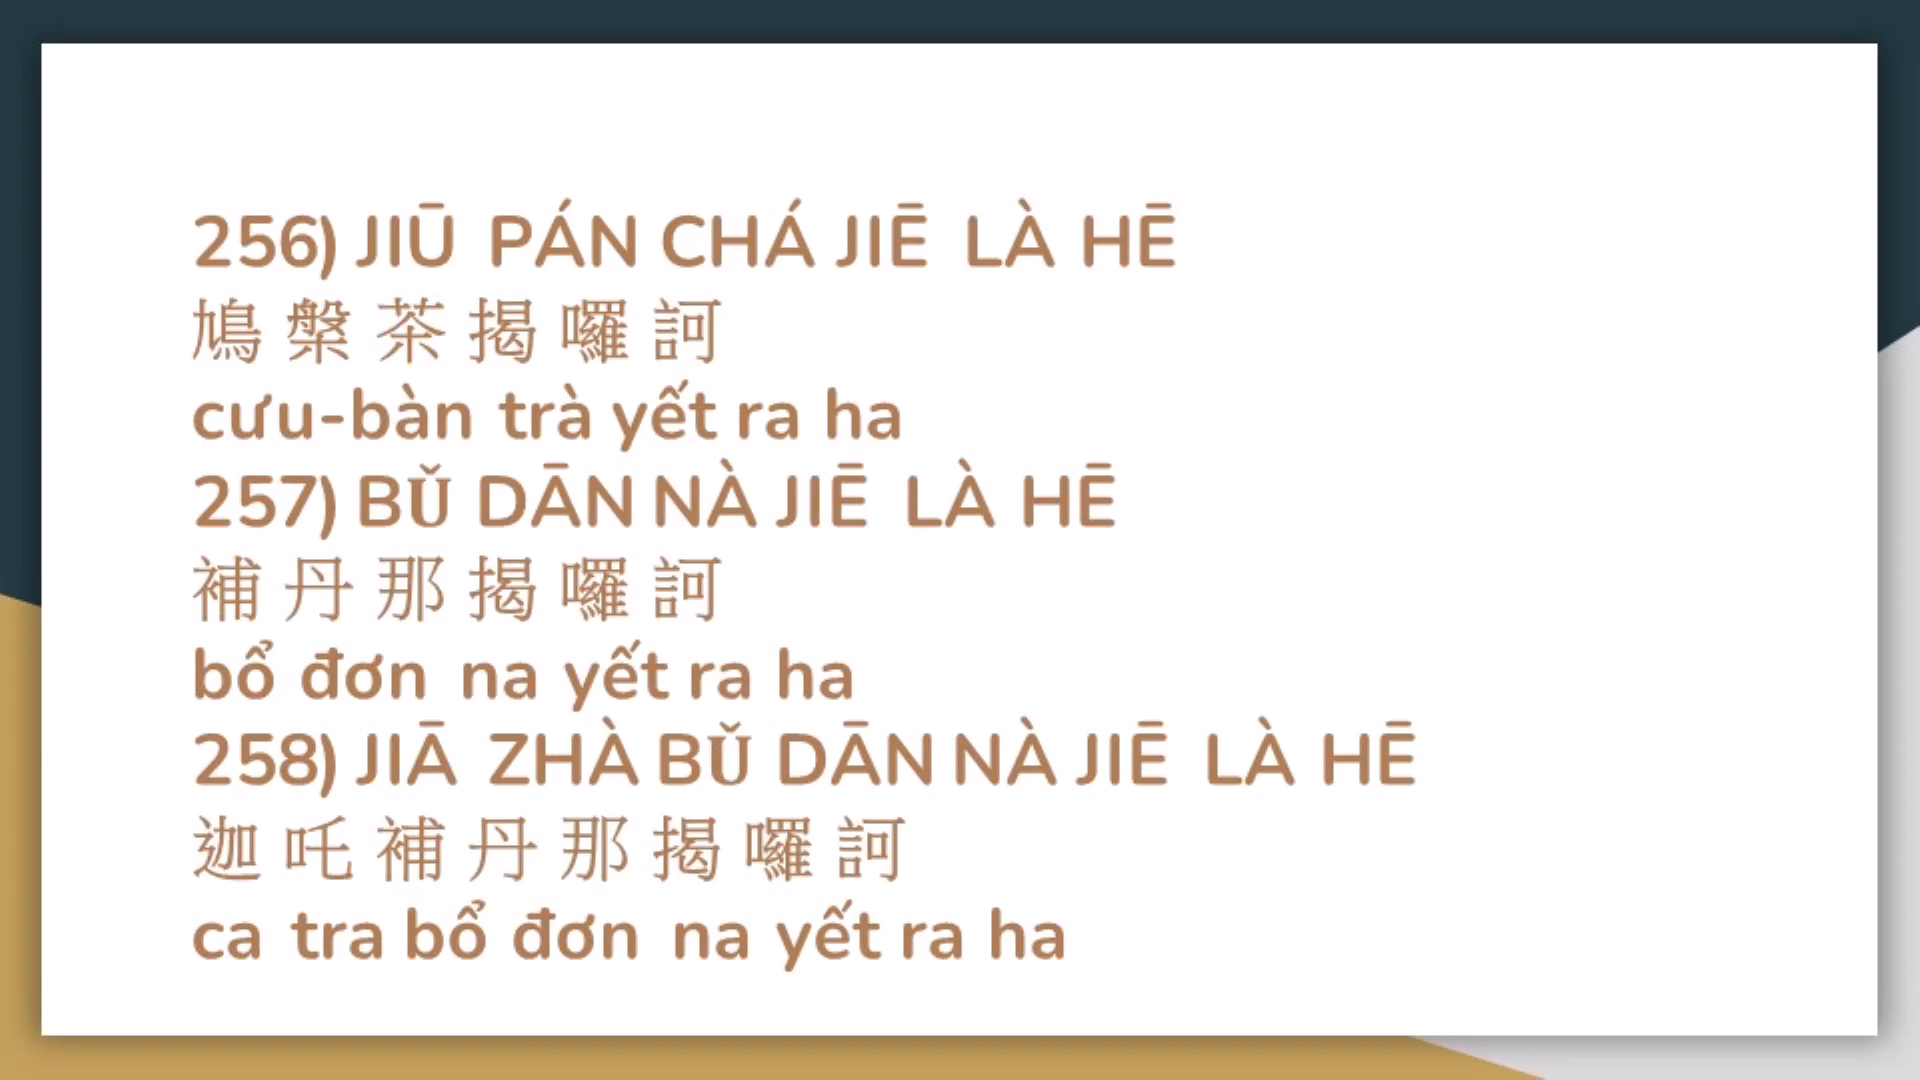 256) JIŪ PÁN CHÁ JIĒ LÀ HĒ
鳩 槃 茶 揭 囉 訶
cưu-bàn trà yết ra ha
257) BǓ DĀN NÀ JIĒ LÀ HĒ
補 丹 那 揭 囉 訶
bổ đơn na yết ra ha
258) JIĀ ZHÀ BǓ DĀN NÀ JIĒ LÀ HĒ
迦 吒 補 丹 那 揭 囉 訶
ca tra bổ đơn na yết ra ha